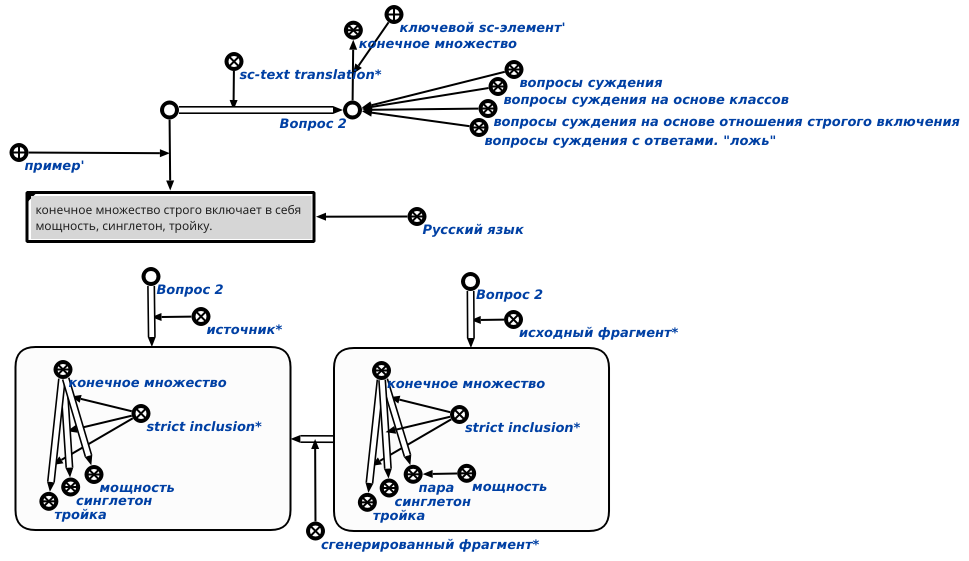 ключевой sc-элемент'
конечное множество
sc-text translation*
вопросы суждения
вопросы суждения на основе классов
Вопрос 2
вопросы суждения на основе отношения строгого включения
вопросы суждения с ответами. "ложь"
пример'
конечное множество строго включает в себя
мощность, синглетон, тройку.
Русский язык
Вопрос 2
Вопрос 2
источник*
исходный фрагмент*
конечное множество
конечное множество
strict inclusion*
strict inclusion*
мощность
пара
мощность
синглетон
синглетон
тройка
тройка
сгенерированный фрагмент*